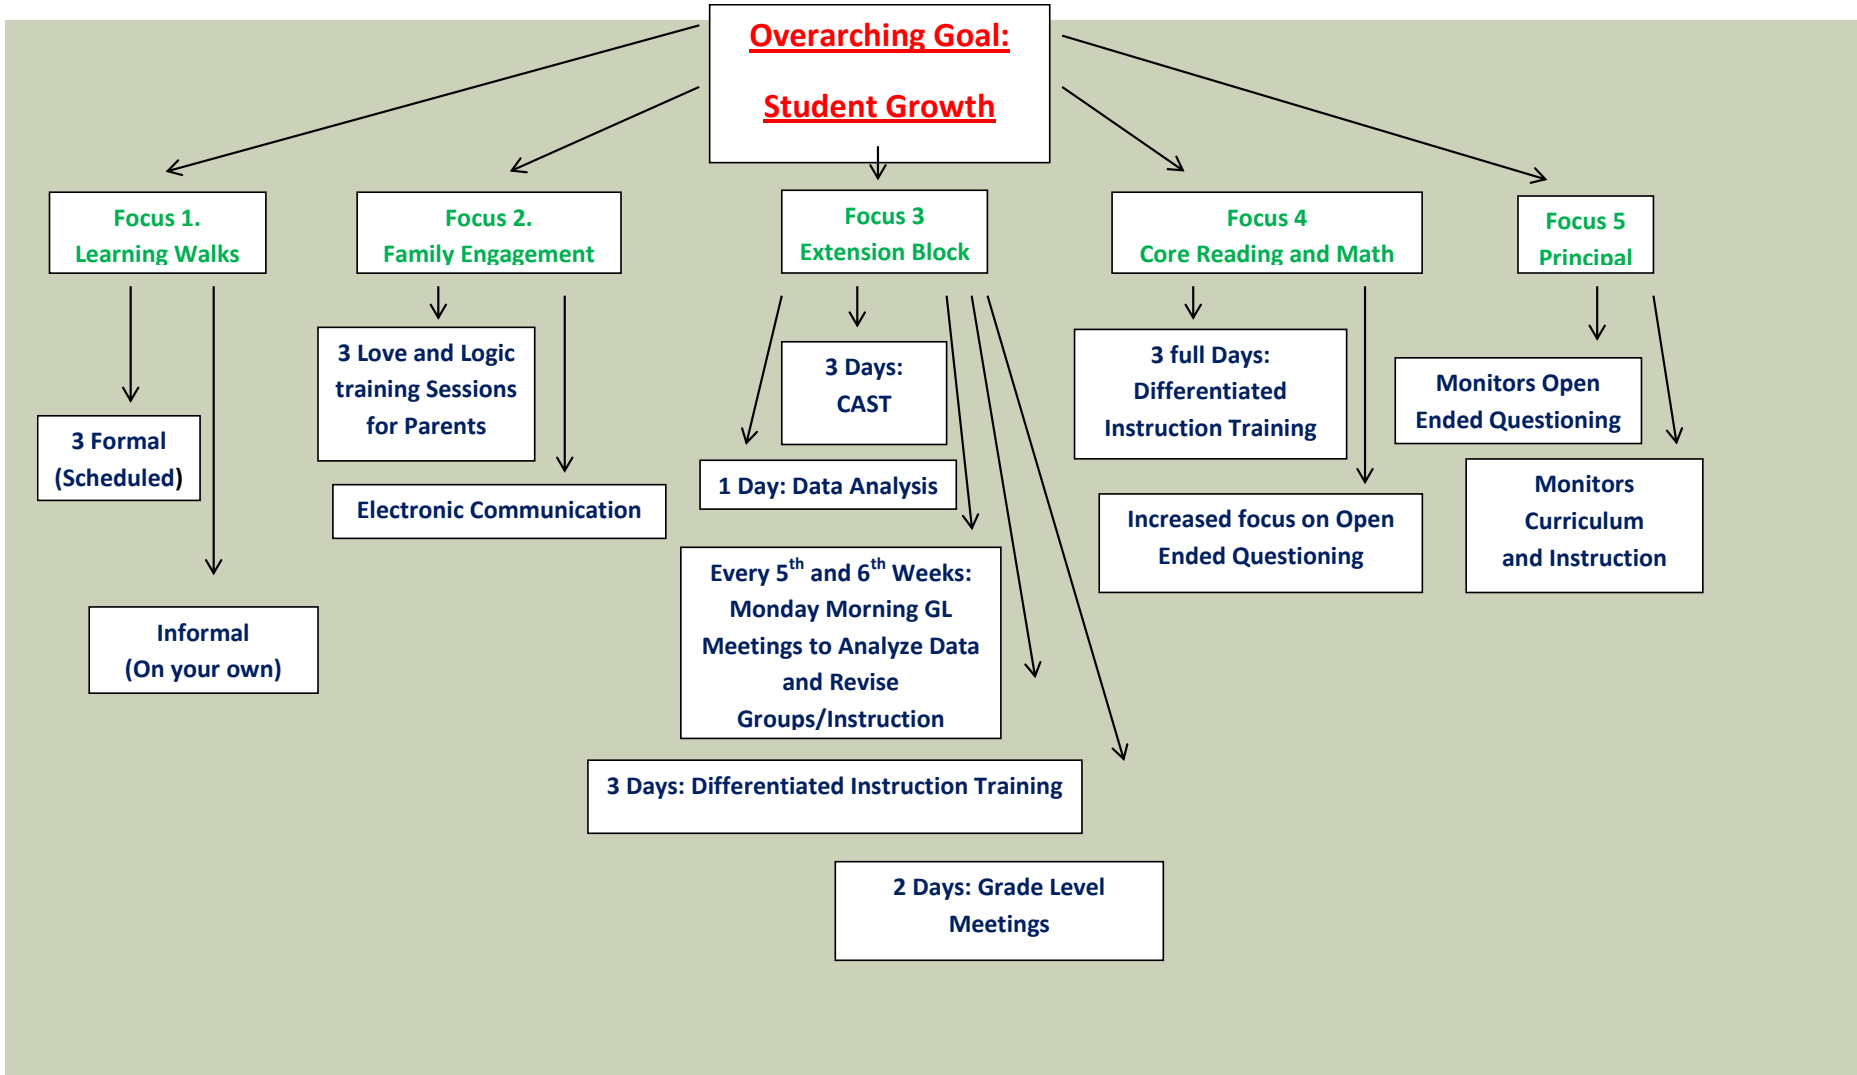 Overarching Goal:
Student Growth
Focus 1.
Learning Walks
Focus 2.
Family Engagement
Focus 3
Extension Block
Focus 4
Core Reading and Math
Focus 5
Principal
3 Formal
(Scheduled)
Informal
(On your own)
3 Love and Logic
training Sessions
for Parents
Electronic Communication
3 Days:
CAST
1 Day: Data Analysis
Every 5th and 6th Weeks:
Monday Morning GL
Meetings to Analyze Data
and Revise
Groups/Instruction
3 Days: Differentiated Instruction Training
2 Days: Grade Level
Meetings
3 full Days:
Differentiated
Instruction Training
Increased focus on Open
Ended Questioning
Monitors Open
Ended Questioning
Monitors
Curriculum
and Instruction